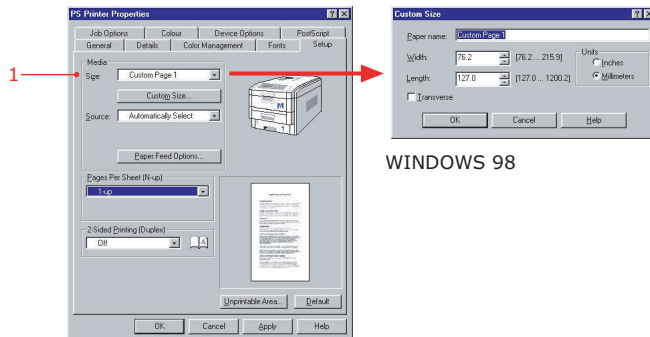 PS Printer Properties
Job Options Colour Device Options PostScript
General Details Color Management Fonts Setup
1
Media
Size: Custom Page 1
Custom Size...
Source: Automatically Select
Paper Feed Options...
M
1
Pages Per Sheet (N-up)
1-up
2-Sided Printing (Duplex)
Off
A
Unprintable Area... Default
OK Cancel Apply Help
Custom Size
Paper name: Custom Page 1
Width: 76.2 [76.2 ... 215.9]
Length: 127.0 [127.0 ... 1200.2]
Units
Inches
Millimeters
Transverse
OK Cancel Help
WINDOWS 98